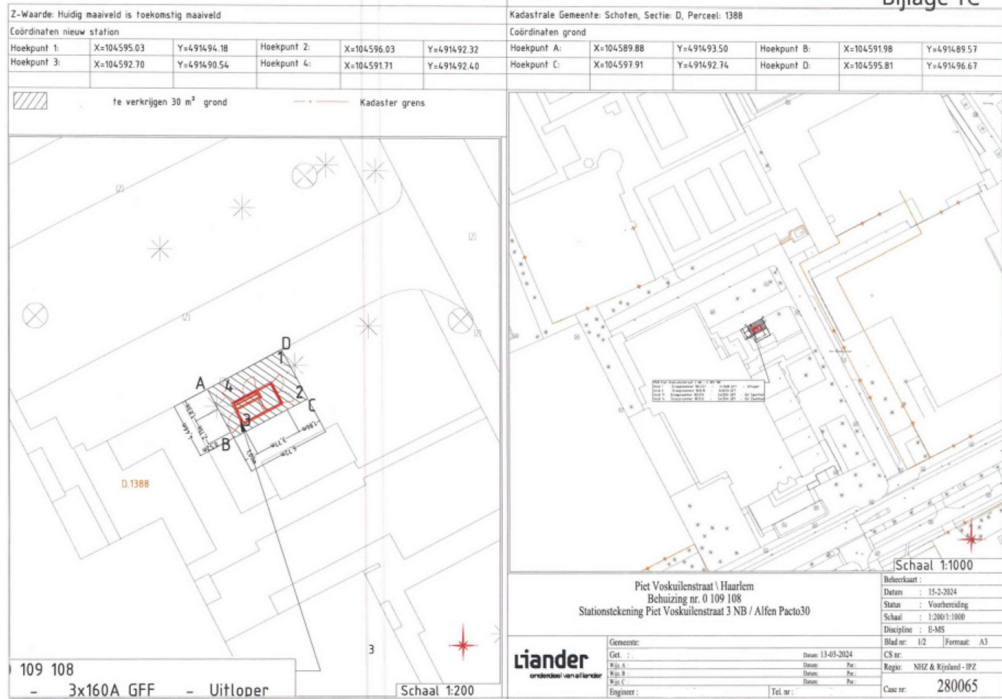 Bijlage 1C
Z-Waarde: Huidig maaiveld is toekomstig maaiveld
Coördinaten nieuw station
Hoekpunt 1: X=104595.03 Y=491494.18 Hoekpunt 2: X=104596.03 Y=491492.32
Hoekpunt 3: X=104592.70 Y=491490.54 Hoekpunt 4: X=104591.71 Y=491492.40
Kadastrale Gemeente: Schoten, Sectie: D, Perceel: 1388
Coördinaten grond
Hoekpunt A: X=104589.88 Y=491493.50 Hoekpunt B: X=104591.98 Y=491489.57
Hoekpunt C: X=104597.91 Y=491492.74 Hoekpunt D: X=104595.81 Y=491496.67
te verkrijgen 30 m² grond
Kadaster grens
D
1
A
4
2
C
3
B
D.1388
3
109 108
- 3x160A GFF - Uitloper
Schaal 1:200
Schaal 1:1000
Piet Voskuilenstraat \ Haarlem
Behuizing nr. 0 109 108
Stationstekening Piet Voskuilenstraat 3 NB / Alfen Pacto30
Beheerkaart :
Datum : 15-2-2024
Status : Voorbereiding
Schaal : 1:200/1:1000
Discipline : E-MS
Blad nr: 1/2 Formaat: A3
CS nr:
Regio: NHZ & Rijnland - IPZ
Case nr: 280065
Liander
onderdeel van alliander
Gemeente:
Get. : Datum: 13-05-2024
Wijz. A : Datum: Par.:
Wijz. B Datum: Par.:
Wijz. C Datum: Par.:
Engineer : Tel. nr :